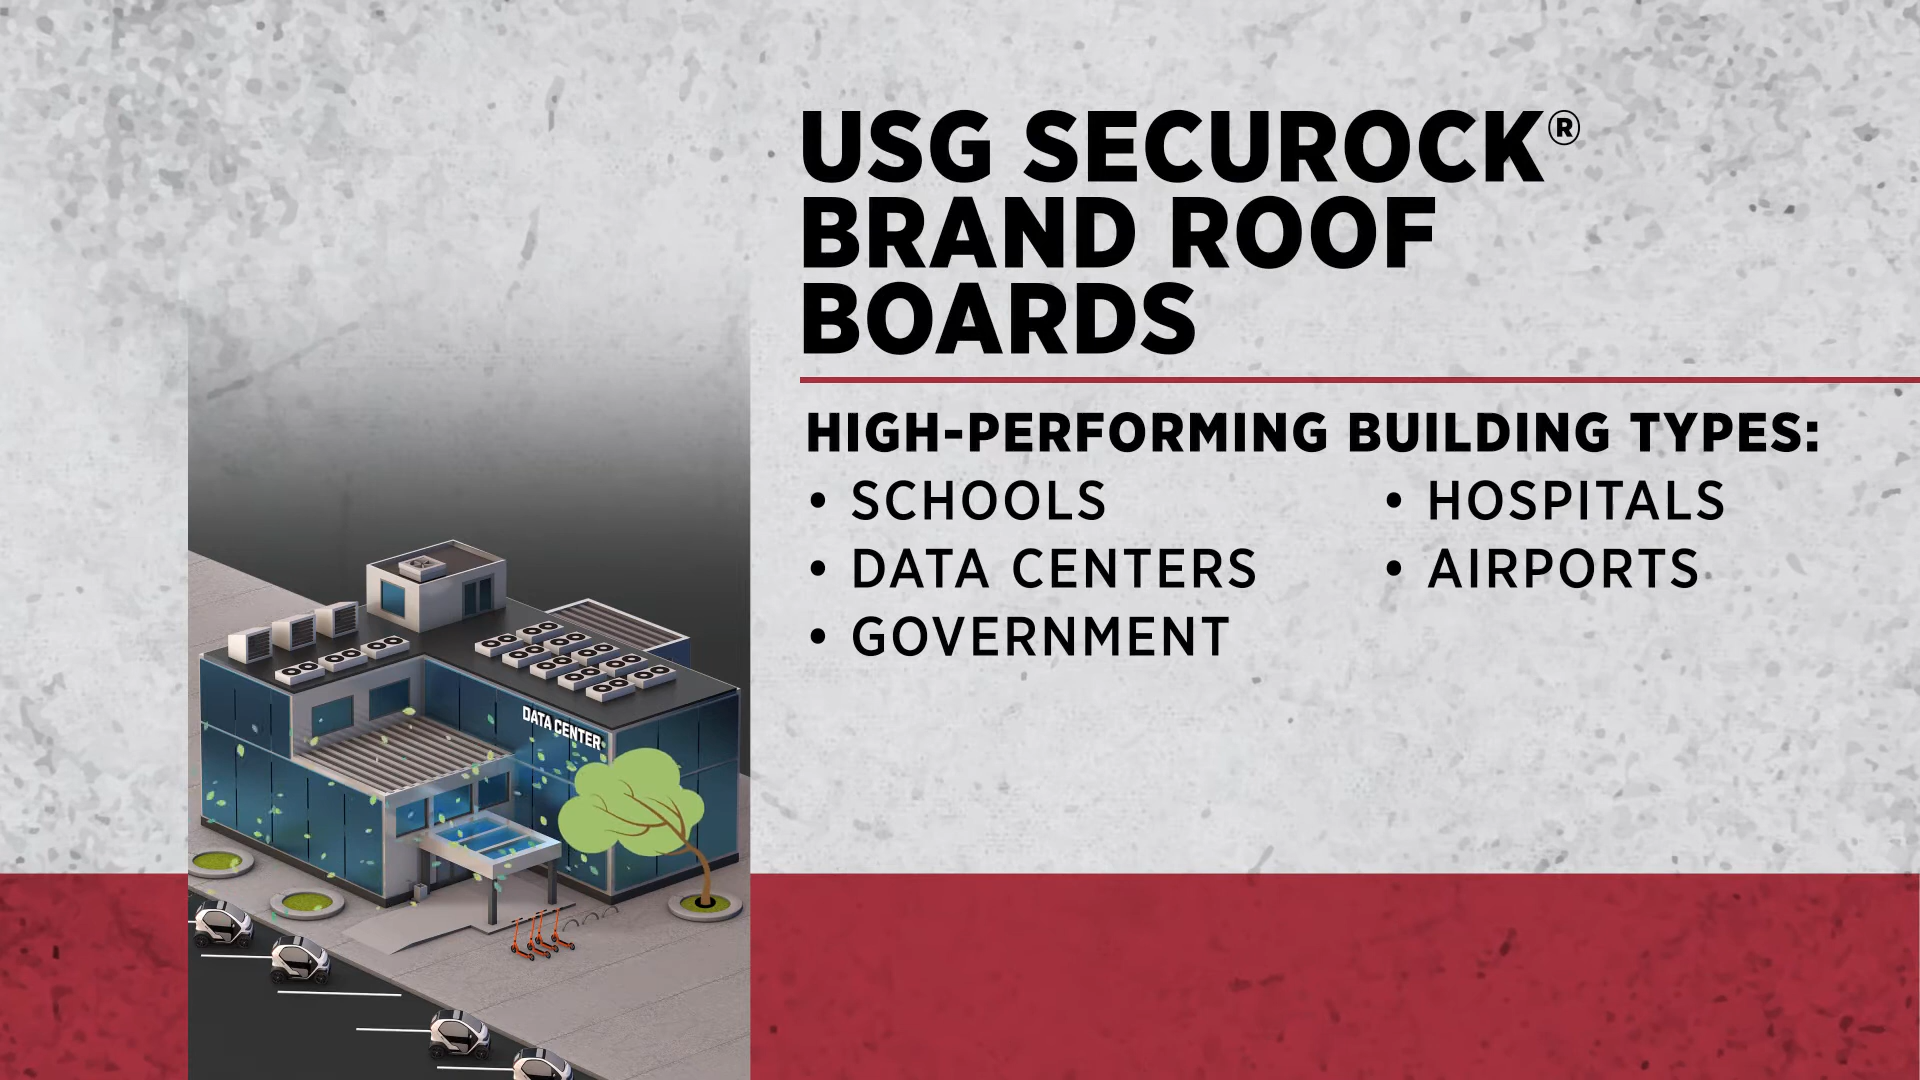 USG SECUROCK®
BRAND ROOF
BOARDS
HIGH-PERFORMING BUILDING TYPES:
• SCHOOLS
• DATA CENTERS
• GOVERNMENT
• HOSPITALS
• AIRPORTS
DATA CENTER